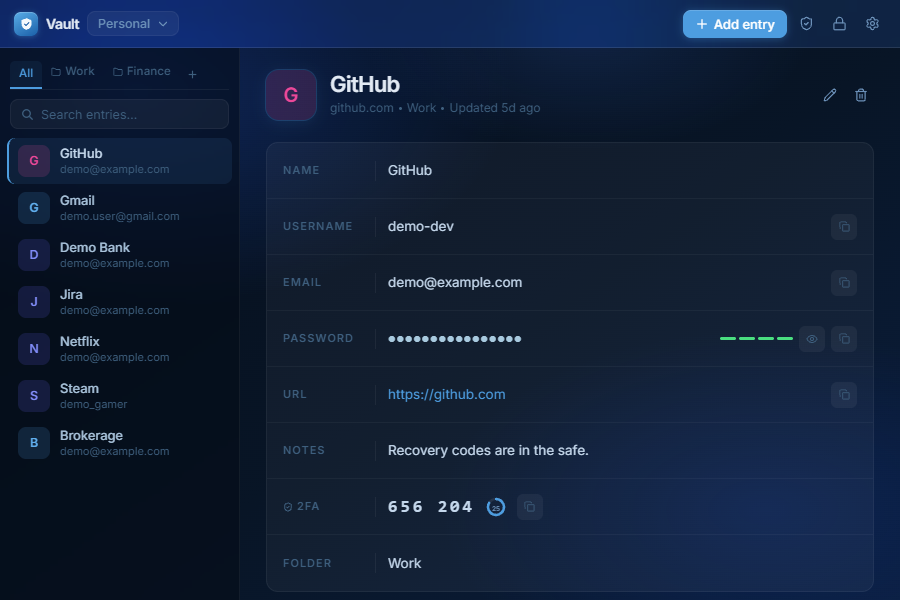 Vault Personal + Add entry
All Work Finance +
Search entries...
G GitHub
demo@example.com
G Gmail
demo.user@gmail.com
D Demo Bank
demo@example.com
J Jira
demo@example.com
N Netflix
demo@example.com
S Steam
demo_gamer
B Brokerage
demo@example.com
G GitHub
github.com • Work • Updated 5d ago
NAME GitHub
USERNAME demo-dev
EMAIL demo@example.com
PASSWORD ●●●●●●●●●●●●●●●●
URL https://github.com
NOTES Recovery codes are in the safe.
2FA 656 204 25
FOLDER Work